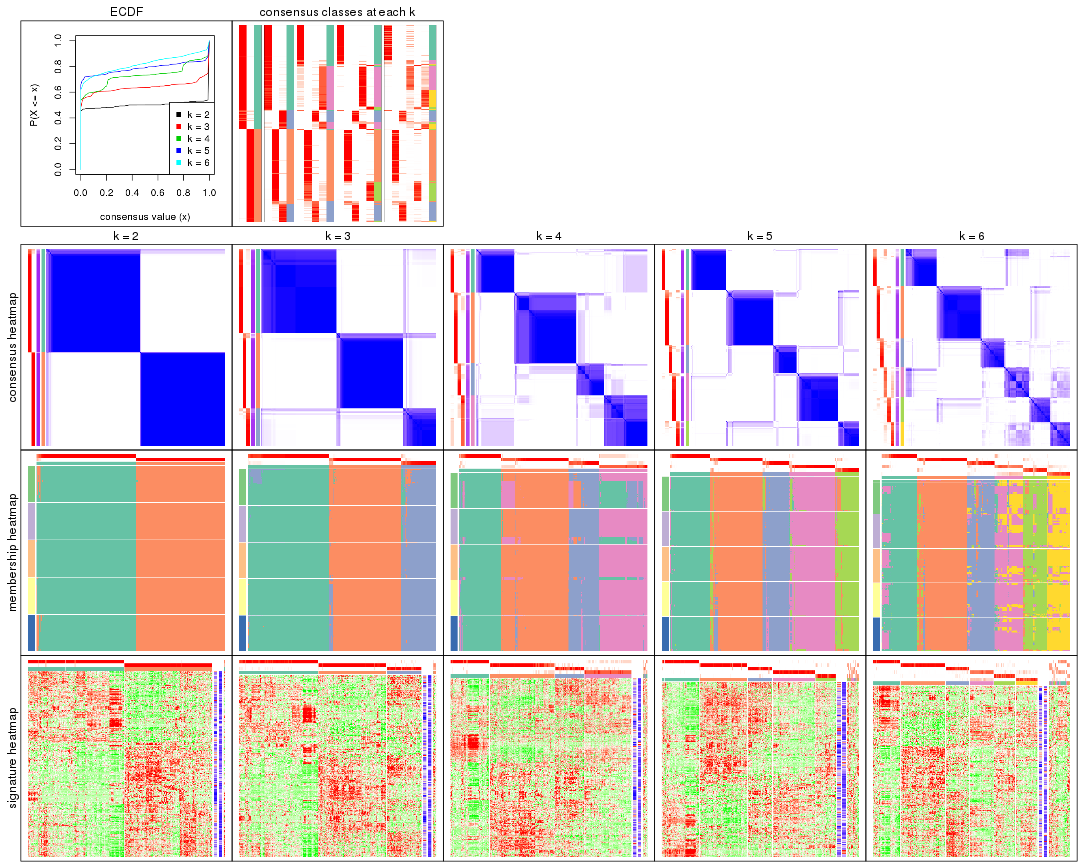 ECDF
consensus classes at each k
P(X <= x)
0.0 0.2 0.4 0.6 0.8 1.0
k = 2
k = 3
k = 4
k = 5
k = 6
0.0 0.2 0.4 0.6 0.8 1.0
consensus value (x)
k = 2 k = 3 k = 4 k = 5 k = 6
consensus heatmap
membership heatmap
signature heatmap